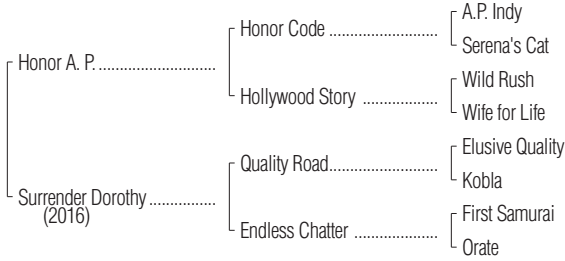 A.P. Indy
Honor Code ..........................
Serena's Cat
Honor A. P. ............................
Wild Rush
Hollywood Story ..................
Wife for Life
Elusive Quality
Quality Road..........................
Kobla
Surrender Dorothy ................
(2016)
First Samurai
Endless Chatter ....................
Orate